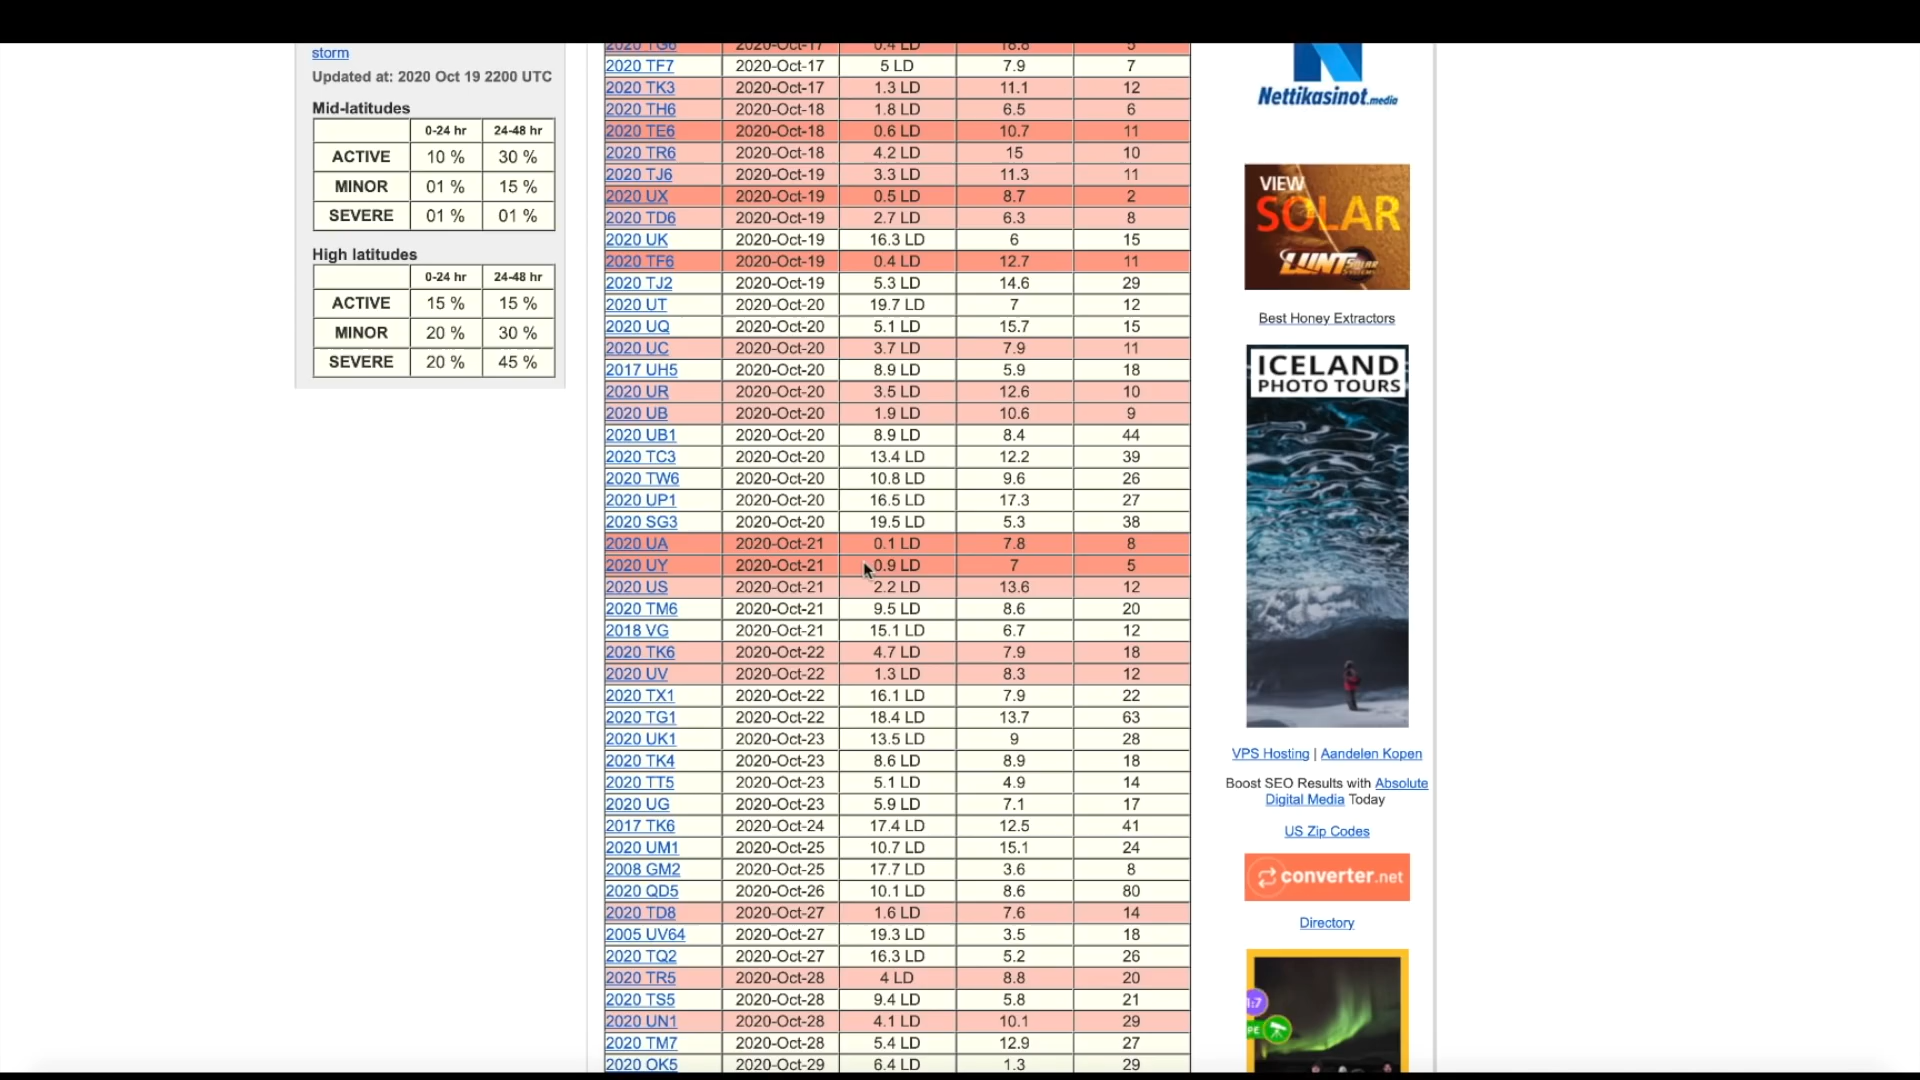 storm
Updated at: 2020 Oct 19 2200 UTC
Mid-latitudes
0-24 hr 24-48 hr
ACTIVE 10 % 30 %
MINOR 01 % 15 %
SEVERE 01 % 01 %
High latitudes
0-24 hr 24-48 hr
ACTIVE 15 % 15 %
MINOR 20 % 30 %
SEVERE 20 % 45 %
2020 TG6 2020-Oct-17 0.4 LD 18.8 5
2020 TF7 2020-Oct-17 5 LD 7.9 7
2020 TK3 2020-Oct-17 1.3 LD 11.1 12
2020 TH6 2020-Oct-18 1.8 LD 6.5 6
2020 TE6 2020-Oct-18 0.6 LD 10.7 11
2020 TR6 2020-Oct-18 4.2 LD 15 10
2020 TJ6 2020-Oct-19 3.3 LD 11.3 11
2020 UX 2020-Oct-19 0.5 LD 8.7 2
2020 TD6 2020-Oct-19 2.7 LD 6.3 8
2020 UK 2020-Oct-19 16.3 LD 6 15
2020 TF6 2020-Oct-19 0.4 LD 12.7 11
2020 TJ2 2020-Oct-19 5.3 LD 14.6 29
2020 UT 2020-Oct-20 19.7 LD 7 12
2020 UQ 2020-Oct-20 5.1 LD 15.7 15
2020 UC 2020-Oct-20 3.7 LD 7.9 11
2017 UH5 2020-Oct-20 8.9 LD 5.9 18
2020 UR 2020-Oct-20 3.5 LD 12.6 10
2020 UB 2020-Oct-20 1.9 LD 10.6 9
2020 UB1 2020-Oct-20 8.9 LD 8.4 44
2020 TC3 2020-Oct-20 13.4 LD 12.2 39
2020 TW6 2020-Oct-20 10.8 LD 9.6 26
2020 UP1 2020-Oct-20 16.5 LD 17.3 27
2020 SG3 2020-Oct-20 19.5 LD 5.3 38
2020 UA 2020-Oct-21 0.1 LD 7.8 8
2020 UY 2020-Oct-21 0.9 LD 7 5
2020 US 2020-Oct-21 2.2 LD 13.6 12
2020 TM6 2020-Oct-21 9.5 LD 8.6 20
2018 VG 2020-Oct-21 15.1 LD 6.7 12
2020 TK6 2020-Oct-22 4.7 LD 7.9 18
2020 UV 2020-Oct-22 1.3 LD 8.3 12
2020 TX1 2020-Oct-22 16.1 LD 7.9 22
2020 TG1 2020-Oct-22 18.4 LD 13.7 63
2020 UK1 2020-Oct-23 13.5 LD 9 28
2020 TK4 2020-Oct-23 8.6 LD 8.9 18
2020 TT5 2020-Oct-23 5.1 LD 4.9 14
2020 UG 2020-Oct-23 5.9 LD 7.1 17
2017 TK6 2020-Oct-24 17.4 LD 12.5 41
2020 UM1 2020-Oct-25 10.7 LD 15.1 24
2008 GM2 2020-Oct-25 17.7 LD 3.6 8
2020 QD5 2020-Oct-26 10.1 LD 8.6 80
2020 TD8 2020-Oct-27 1.6 LD 7.6 14
2005 UV64 2020-Oct-27 19.3 LD 3.5 18
2020 TQ2 2020-Oct-27 16.3 LD 5.2 26
2020 TR5 2020-Oct-28 4 LD 8.8 20
2020 TS5 2020-Oct-28 9.4 LD 5.8 21
2020 UN1 2020-Oct-28 4.1 LD 10.1 29
2020 TM7 2020-Oct-28 5.4 LD 12.9 27
2020 OK5 2020-Oct-29 6.4 LD 1.3 29
Nettikasinot.media
VIEW
SOLAR
LUNT SOLAR
SYSTEMS
Best Honey Extractors
ICELAND
PHOTO TOURS
VPS Hosting | Aandelen Kopen
Boost SEO Results with Absolute
Digital Media Today
US Zip Codes
converter.net
Directory
1:7
PE